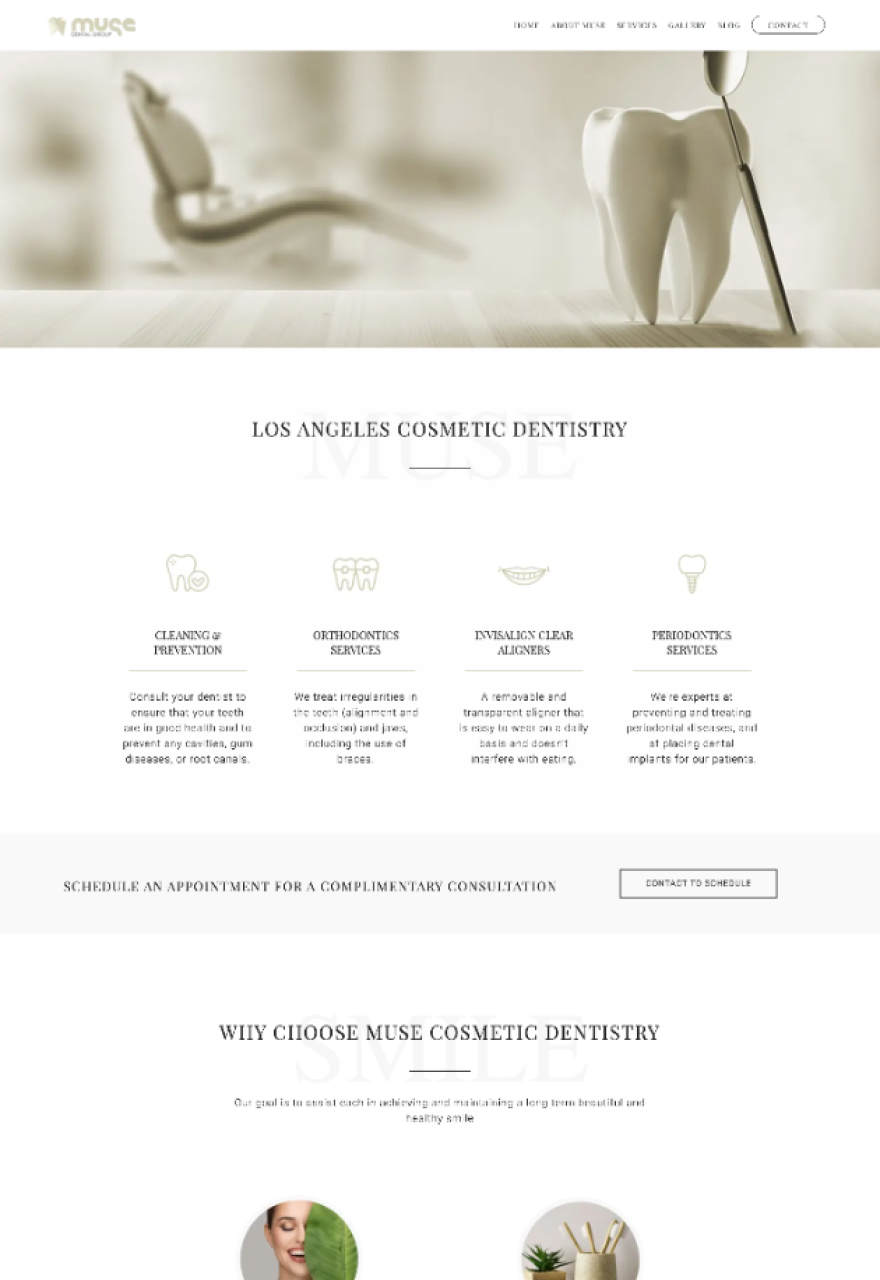 muse
DENTAL GROUP
HOME ABOUT MUSE SERVICES GALLERY BLOG CONTACT
MUSE
LOS ANGELES COSMETIC DENTISTRY
CLEANING &
PREVENTION
Consult your dentist to
ensure that your teeth
are in good health and to
prevent any cavities, gum
diseases, or root canals.
ORTHODONTICS
SERVICES
We treat irregularities in
the teeth (alignment and
occlusion) and jaws,
including the use of
braces.
INVISALIGN CLEAR
ALIGNERS
A removable and
transparent aligner that
is easy to wear on a daily
basis and doesn't
interfere with eating.
PERIODONTICS
SERVICES
We're experts at
preventing and treating
periodontal diseases, and
at placing dental
implants for our patients.
SCHEDULE AN APPOINTMENT FOR A COMPLIMENTARY CONSULTATION
CONTACT TO SCHEDULE
SMILE
WHY CHOOSE MUSE COSMETIC DENTISTRY
Our goal is to assist each in achieving and maintaining a long term beautiful and
healthy smile